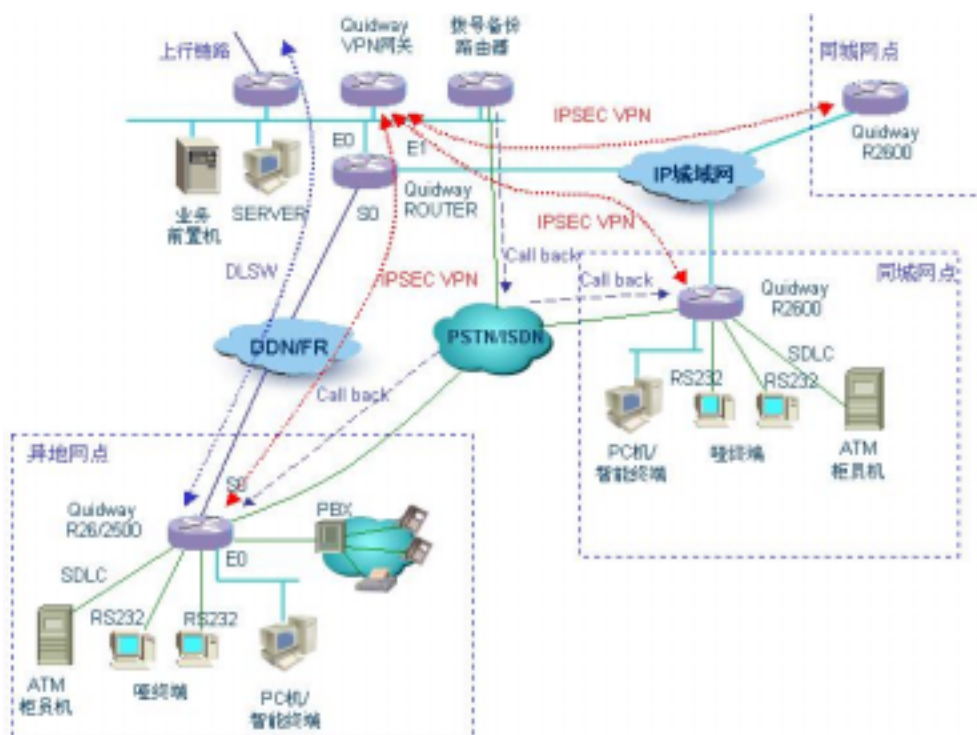 Quidway
VPN网关
拨号备份
路由器
上行链路
同城网点
IPSEC VPN
Quidway
R2600
E0
E1
IP城域网
Quidway
ROUTER
业务
前置机
SERVER
S0
IPSEC VPN
Call back
DLSW
IPSEC VPN
Call back
同城网点
Quidway
R2600
DDN/FR
PSTN/ISDN
SDLC
RS232
RS232
Call back
PC机/
智能终端
哑终端
ATM
柜员机
异地网点
S0
Quidway
R26/2500
PBX
E0
SDLC
RS232
RS232
ATM
柜员机
哑终端
PC机/
智能终端